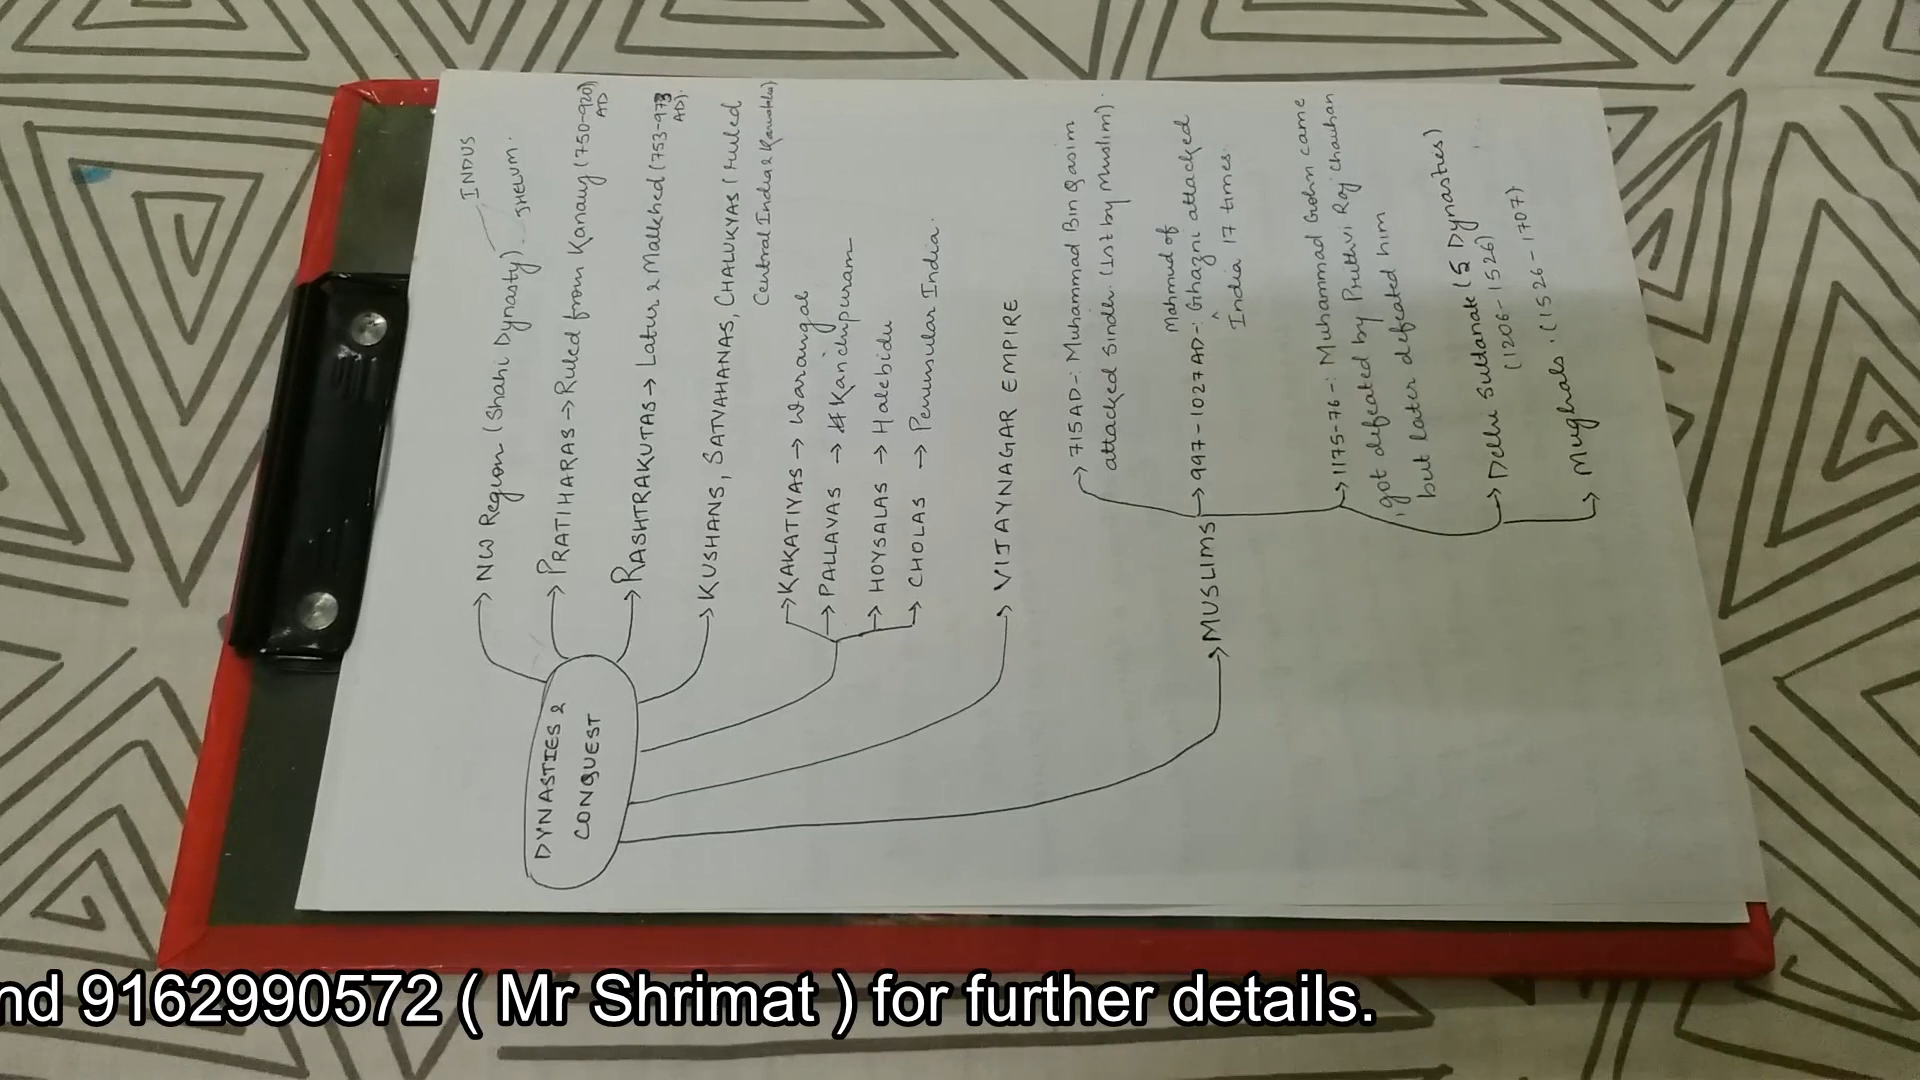 DYNASTIES &
CONQUEST
→ NW Region (Shahi Dynasty)
INDUS
JHELUM.
→ PRATIHARAS → Ruled from Kanauj (750-920)
AD
→ RASHTRAKUTAS → Latur & Malkhed (753-973
AD).
→ KUSHANS, SATVAHANAS, CHALUKYAS (ruled
Central India & Karnataka)
→ KAKATIYAS → Warangal
→ PALLAVAS → Kanchipuram
→ HOYSALAS → Halebidu
→ CHOLAS → Penunsular India.
→ VIJAYNAGAR EMPIRE
→ MUSLIMS
→ 715AD-: Muhammad Bin Qasim
attacked Sindh. (1st by Muslim).
Mahmud of
→ 997-1027AD-: Ghazni attacked
India 17 times.
→ 1175-76-: Muhammad Ghori came
got defeated by Prithvi Raj Chauhan
but later defeated him
→ Delhi Sultanate (5 Dynastres)
(1206-1526)
→ Mughals. (1526-1707)
nd 9162990572 ( Mr Shrimat ) for further details.